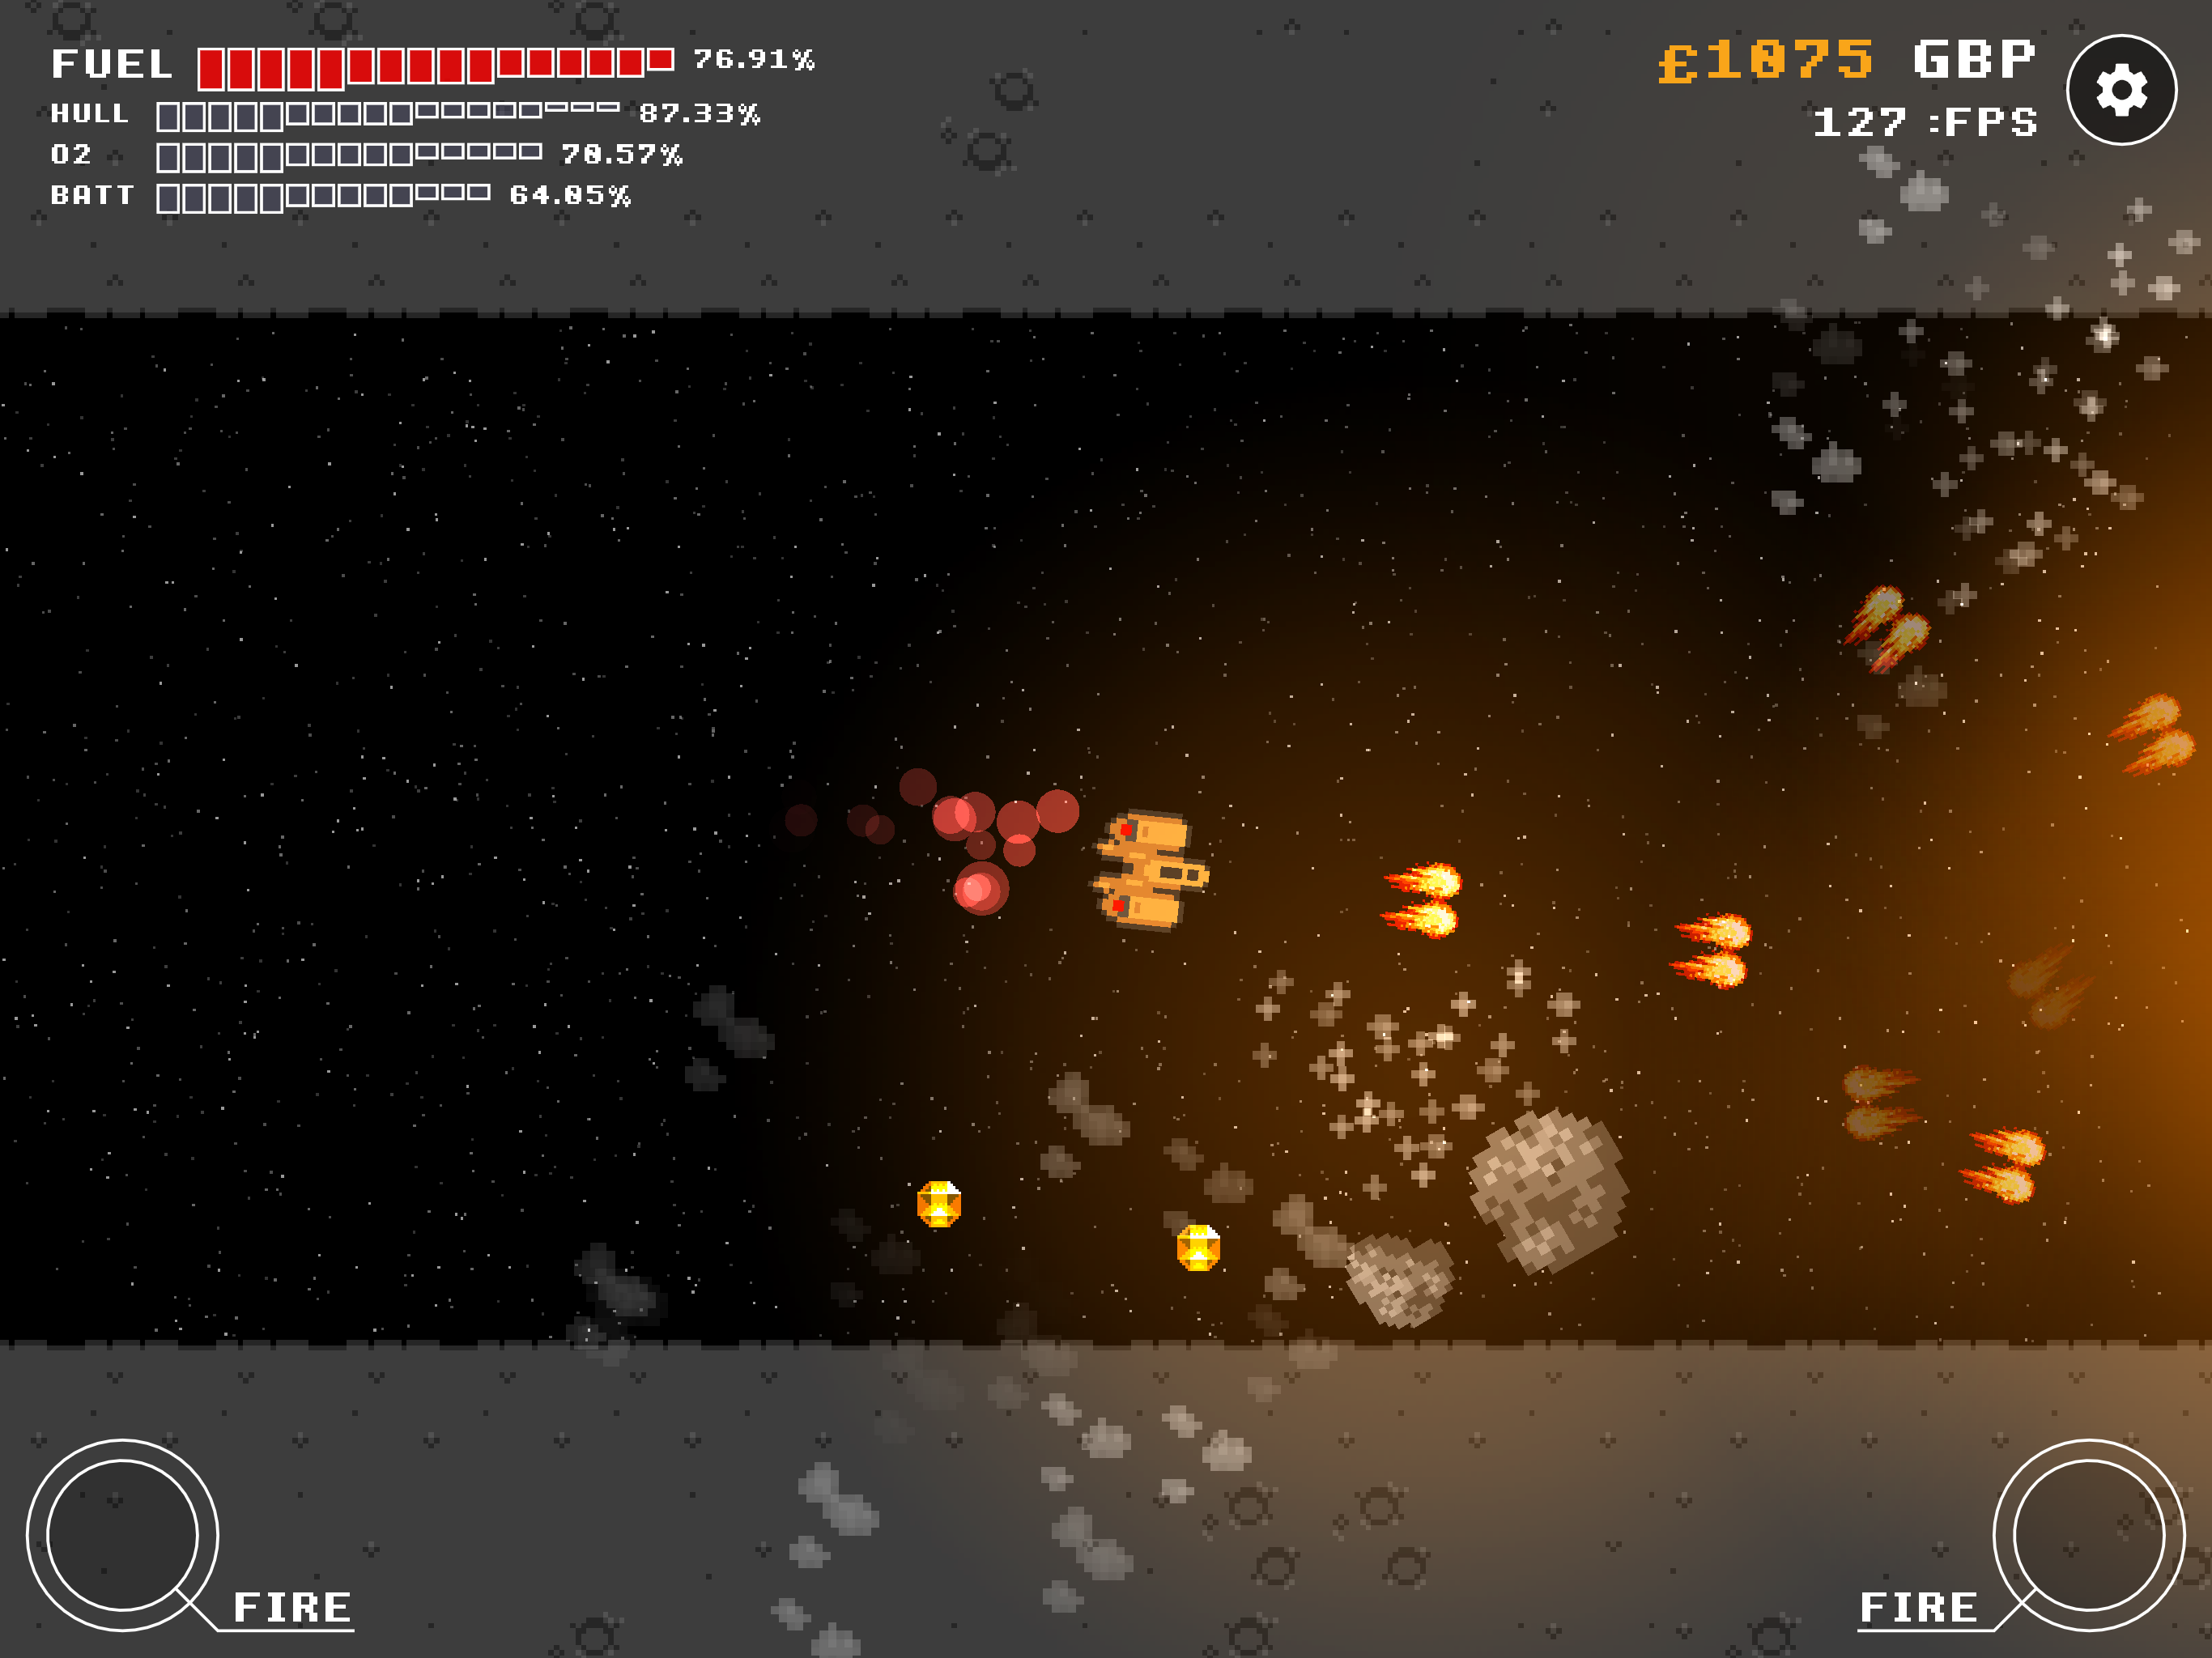 FUEL 76.91%
HULL 87.33%
O2 70.57%
BATT 64.05%
£1075 GBP
127 :FPS
FIRE
FIRE